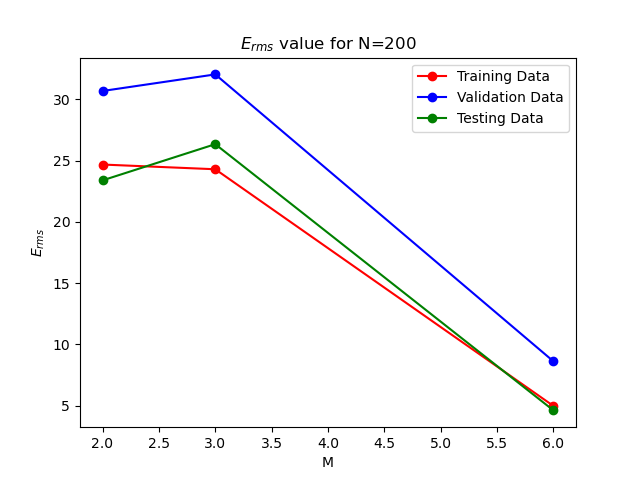 E_rms value for N=200
Training Data
Validation Data
Testing Data
E_rms
30
25
20
15
10
5
2.0 2.5 3.0 3.5 4.0 4.5 5.0 5.5 6.0
M